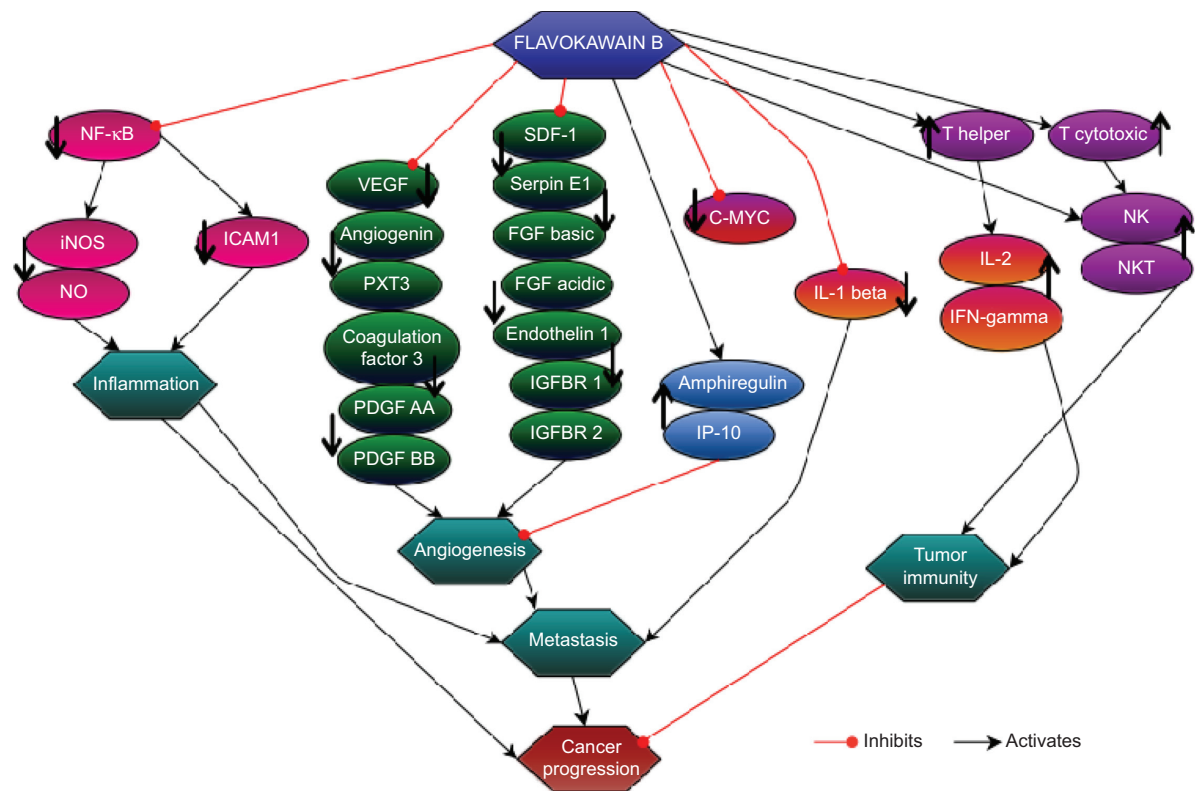 FLAVOKAWAIN B
NF-κB
iNOS
NO
ICAM1
Inflammation
VEGF
Angiogenin
PXT3
Coagulation
factor 3
PDGF AA
PDGF BB
SDF-1
Serpin E1
FGF basic
FGF acidic
Endothelin 1
IGFBR 1
IGFBR 2
Amphiregulin
IP-10
C-MYC
IL-1 beta
T helper
T cytotoxic
IL-2
IFN-gamma
NK
NKT
Angiogenesis
Tumor
immunity
Metastasis
Cancer
progression
Inhibits
Activates